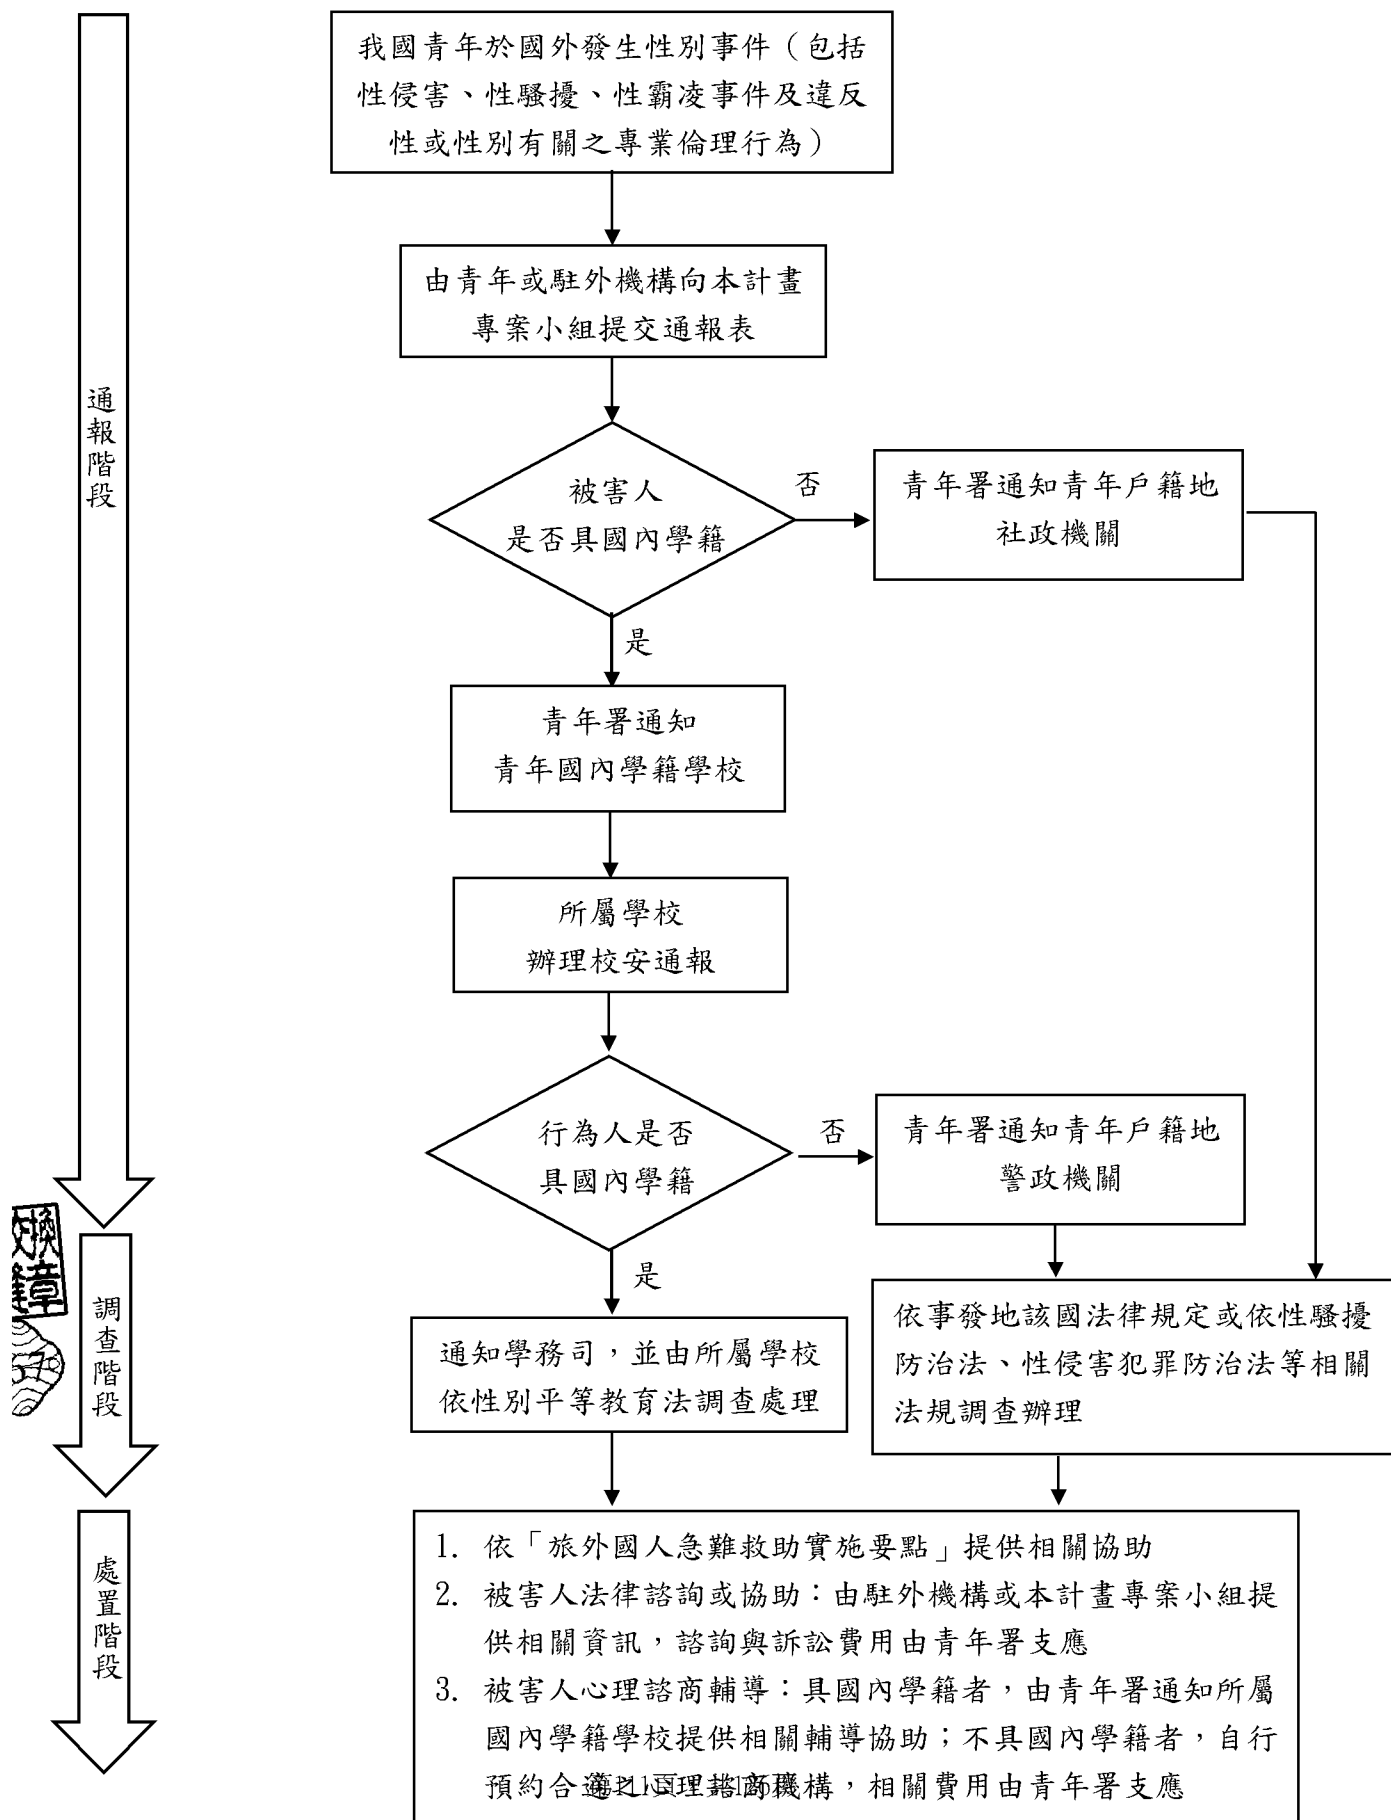 我國青年於國外發生性別事件（包括
性侵害、性騷擾、性霸凌事件及違反
性或性別有關之專業倫理行為）
由青年或駐外機構向本計畫
專案小組提交通報表
通報階段
被害人
是否具國內學籍
否
青年署通知青年戶籍地
社政機關
是
青年署通知
青年國內學籍學校
所屬學校
辦理校安通報
行為人是否
具國內學籍
否
青年署通知青年戶籍地
警政機關
是
調查階段
通知學務司，並由所屬學校
依性別平等教育法調查處理
依事發地該國法律規定或依性騷擾
防治法、性侵害犯罪防治法等相關
法規調查辦理
處置階段
1. 依「旅外國人急難救助實施要點」提供相關協助
2. 被害人法律諮詢或協助：由駐外機構或本計畫專案小組提
供相關資訊，諮詢與訴訟費用由青年署支應
3. 被害人心理諮商輔導：具國內學籍者，由青年署通知所屬
國內學籍學校提供相關輔導協助；不具國內學籍者，自行
預約合適之心理諮商機構，相關費用由青年署支應